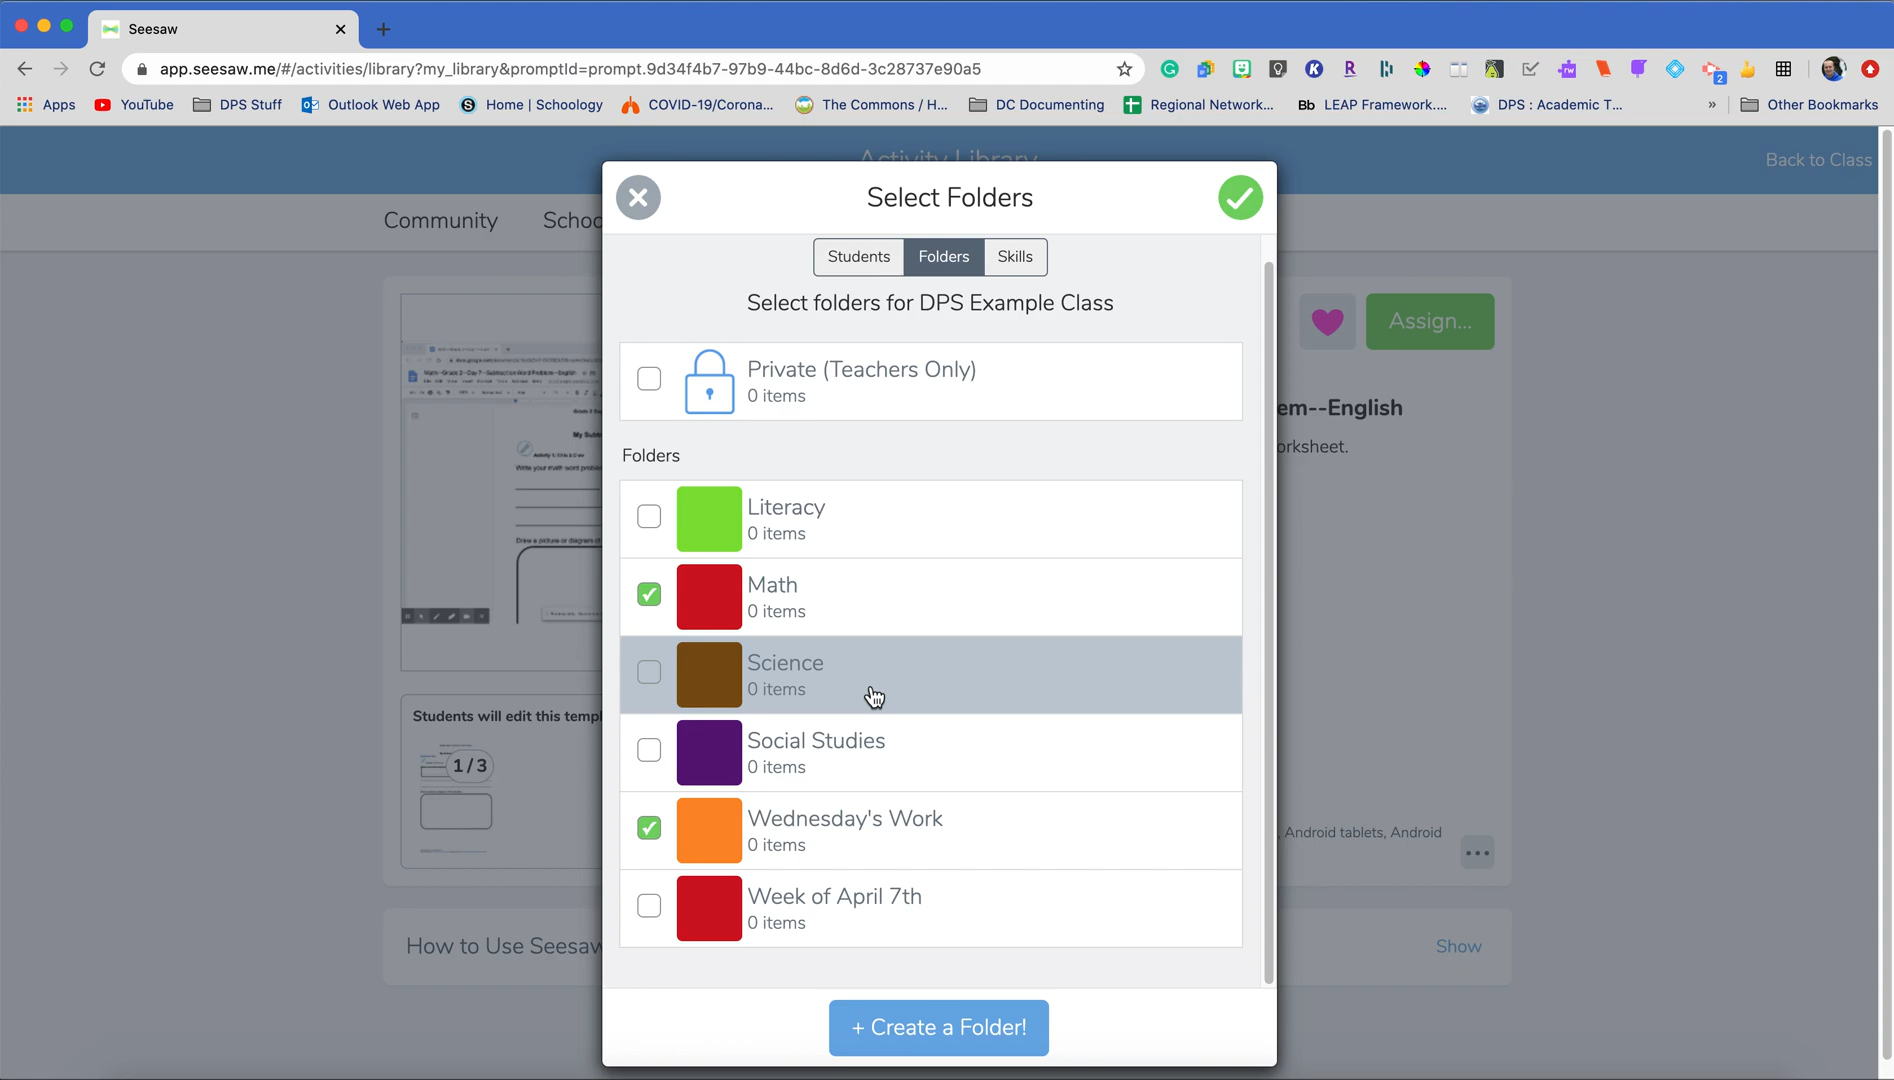 Seesaw
app.seesaw.me/#/activities/library?my_library&promptId=prompt.9d34f4b7-97b9-44bc-8d6d-3c28737e90a5
2
Apps YouTube DPS Stuff Outlook Web App Home | Schoology COVID-19/Corona... The Commons / H... DC Documenting Regional Network... Bb LEAP Framework.... DPS : Academic T... » Other Bookmarks
Activity Library
Back to Class
Select Folders
Community
Schoo
Students Folders Skills
Select folders for DPS Example Class
Assign...
Private (Teachers Only)
0 items
em--English
orksheet.
Folders
Literacy
0 items
Math
0 items
Science
0 items
Students will edit this templ
Social Studies
0 items
1 / 3
Wednesday's Work
0 items
, Android tablets, Android
Week of April 7th
0 items
How to Use Seesaw
Show
+ Create a Folder!